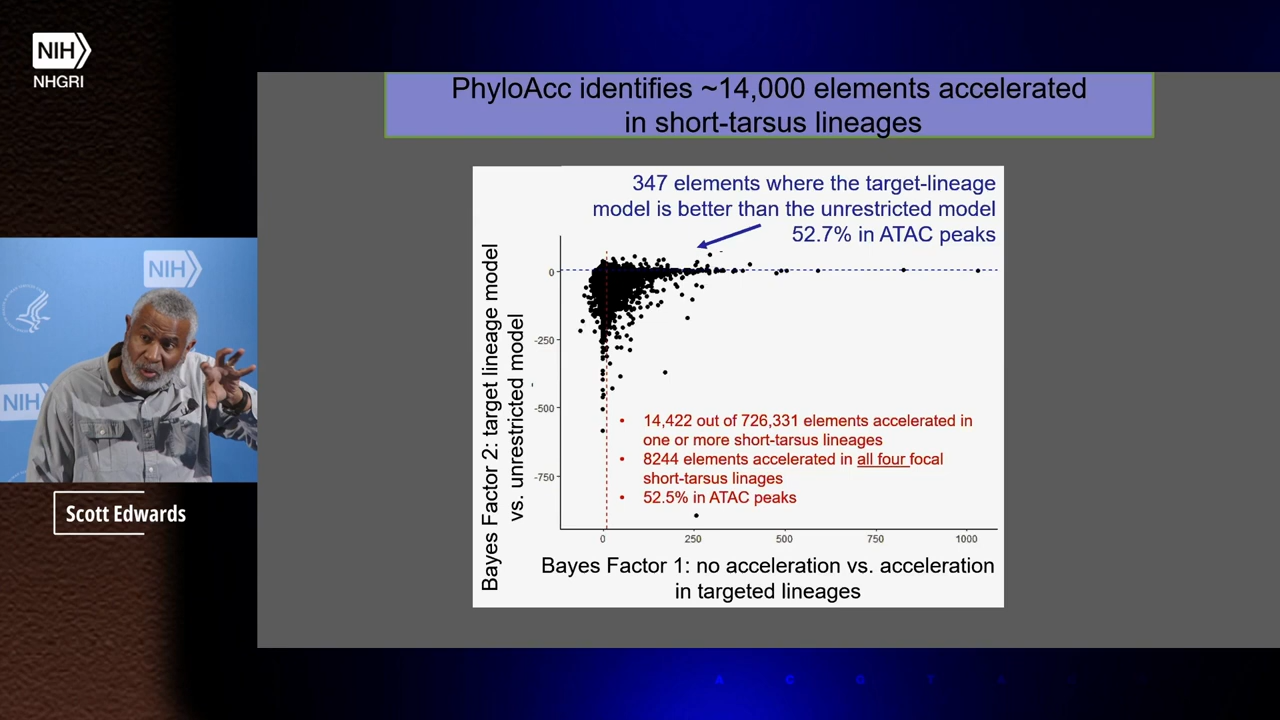 NIH
NHGRI
PhyloAcc identifies ~14,000 elements accelerated
in short-tarsus lineages
347 elements where the target-lineage
model is better than the unrestricted model
52.7% in ATAC peaks
Bayes Factor 2: target lineage model
vs. unrestricted model
0
-250
-500
-750
• 14,422 out of 726,331 elements accelerated in
one or more short-tarsus lineages
• 8244 elements accelerated in all four focal
short-tarsus linages
• 52.5% in ATAC peaks
0 250 500 750 1000
Bayes Factor 1: no acceleration vs. acceleration
in targeted lineages
NIH
NIH
Scott Edwards